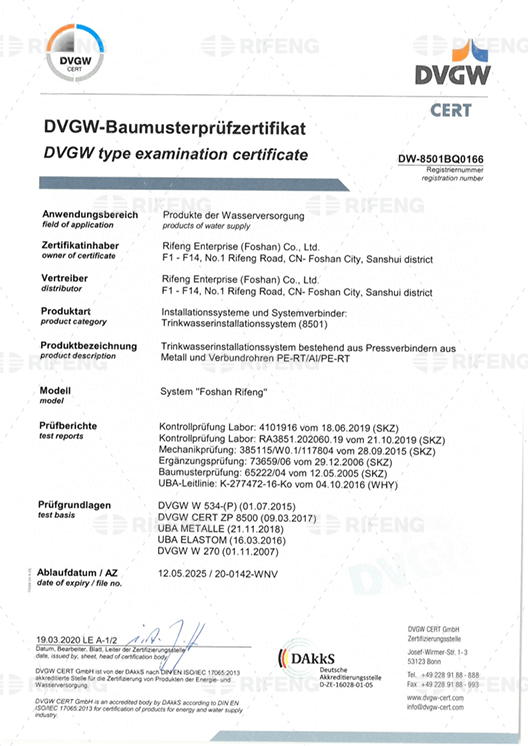 DVGW
CERT
DVGW
CERT
DVGW-Baumusterprüfzertifikat
DVGW type examination certificate
DW-8501BQ0166
Registriernummer
registration number
Anwendungsbereich
field of application
Produkte der Wasserversorgung
products of water supply
Zertifikatinhaber
owner of certificate
Rifeng Enterprise (Foshan) Co., Ltd.
F1 - F14, No.1 Rifeng Road, CN- Foshan City, Sanshui district
Vertreiber
distributor
Rifeng Enterprise (Foshan) Co., Ltd.
F1 - F14, No.1 Rifeng Road, CN- Foshan City, Sanshui district
Produktart
product category
Installationssysteme und Systemverbinder:
Trinkwasserinstallationssystem (8501)
Produktbezeichnung
product description
Trinkwasserinstallationssystem bestehend aus Pressverbindern aus
Metall und Verbundrohren PE-RT/Al/PE-RT
Modell
model
System "Foshan Rifeng"
Prüfberichte
test reports
Kontrollprüfung Labor: 4101916 vom 18.06.2019 (SKZ)
Kontrollprüfung Labor: RA3851.202060.19 vom 21.10.2019 (SKZ)
Mechanikprüfung: 385115/W0.1/117804 vom 28.09.2015 (SKZ)
Ergänzungsprüfung: 73659/06 vom 29.12.2006 (SKZ)
Baumusterprüfung: 65222/04 vom 12.05.2005 (SKZ)
UBA-Leitlinie: K-277472-16-Ko vom 04.10.2016 (WHY)
Prüfgrundlagen
test basis
DVGW W 534-(P) (01.07.2015)
DVGW CERT ZP 8500 (09.03.2017)
UBA METALLE (21.11.2018)
UBA ELASTOM (16.03.2016)
DVGW W 270 (01.11.2007)
Ablaufdatum / AZ
date of expiry / file no.
12.05.2025 / 20-0142-WNV
19.03.2020 LE A-1/2
Datum, Bearbeiter, Blatt, Leiter der Zertifizierungsstelle
date, issued by, sheet, head of certification body
DVGW CERT GmbH ist von der DAkkS nach DIN EN ISO/IEC 17065:2013
akkreditierte Stelle für die Zertifizierung von Produkten der Energie- und
Wasserversorgung.
DVGW CERT GmbH is an accredited body by DAkkS according to DIN EN
ISO/IEC 17065:2013 for certification of products for energy and water supply
industry.
DAkkS
Deutsche
Akkreditierungsstelle
D-ZE-16028-01-05
DVGW CERT GmbH
Zertifizierungsstelle
Josef-Wirmer-Str. 1-3
53123 Bonn
Tel. +49 228 91 88 - 888
Fax +49 228 91 88 - 993
www.dvgw-cert.com
info@dvgw-cert.com
RIFENG
DVGW